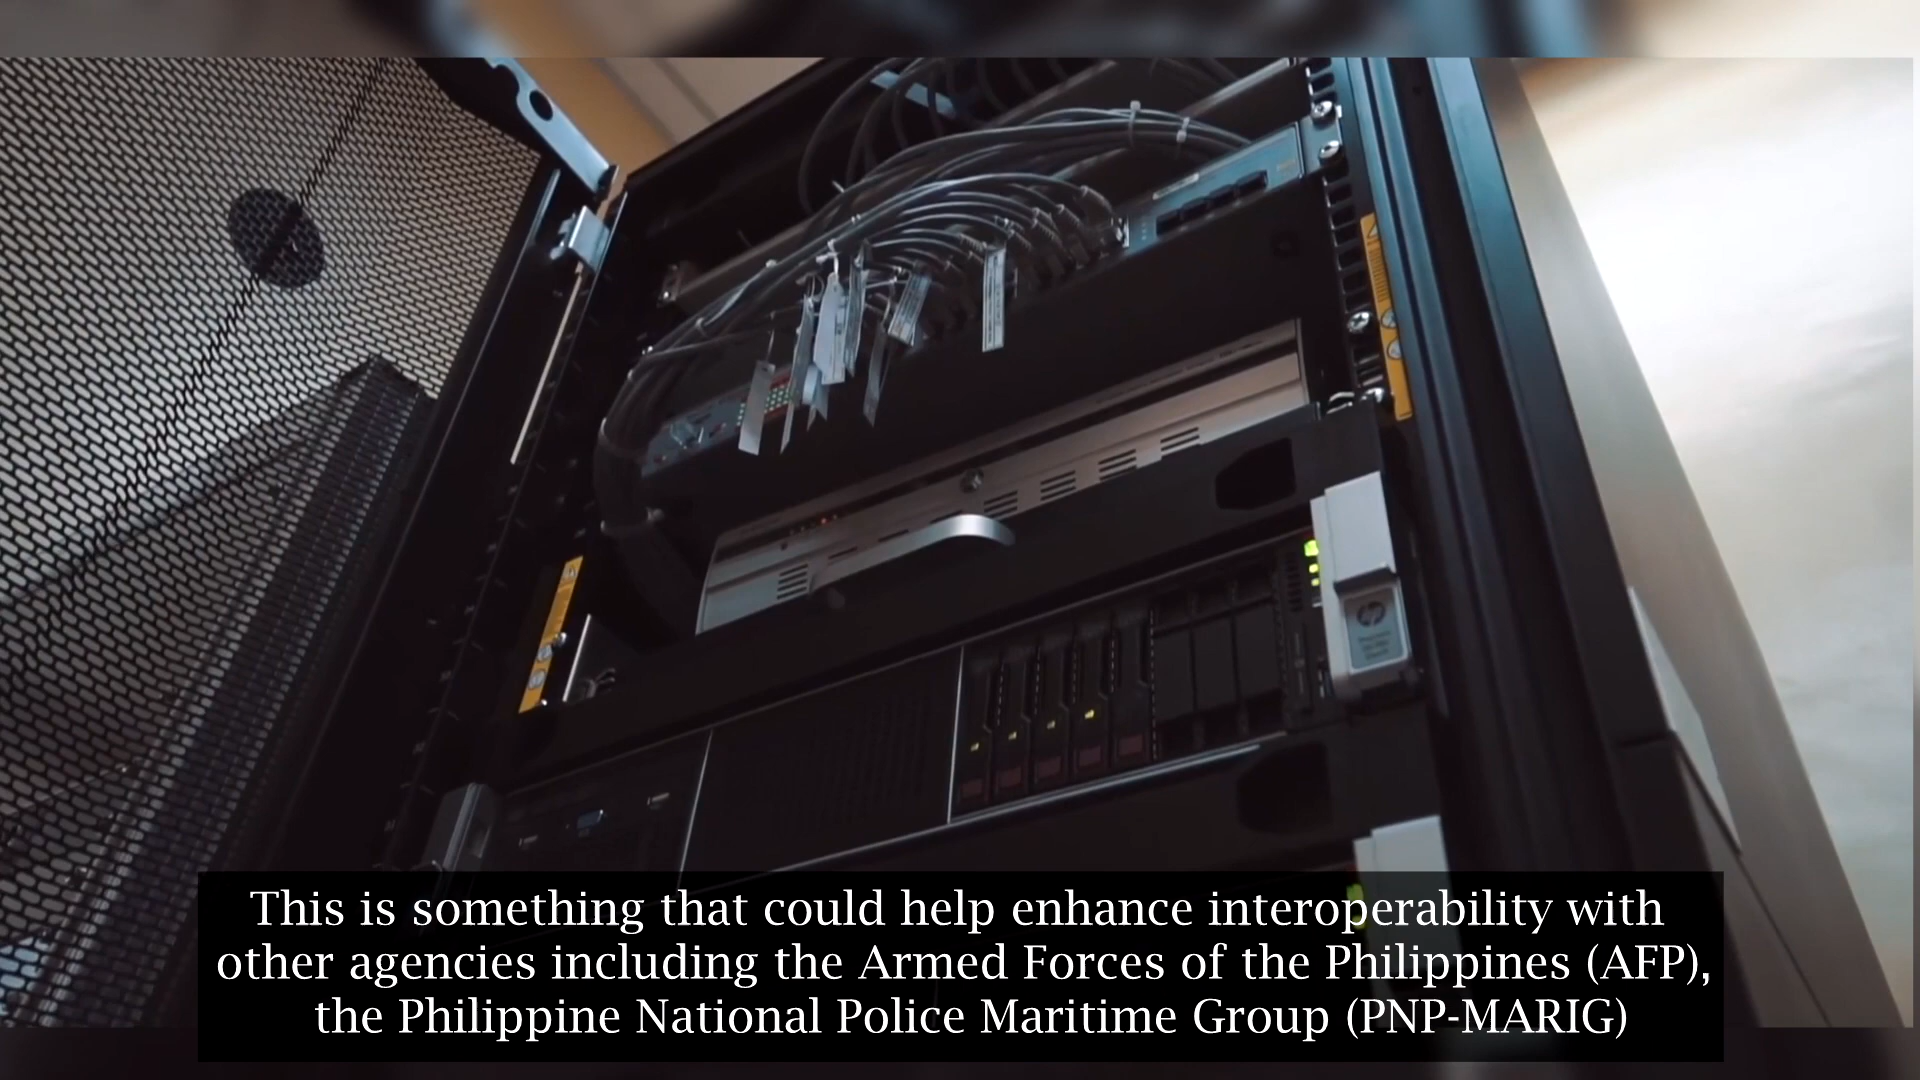 hp
This is something that could help enhance interoperability with
other agencies including the Armed Forces of the Philippines (AFP),
the Philippine National Police Maritime Group (PNP-MARIG)